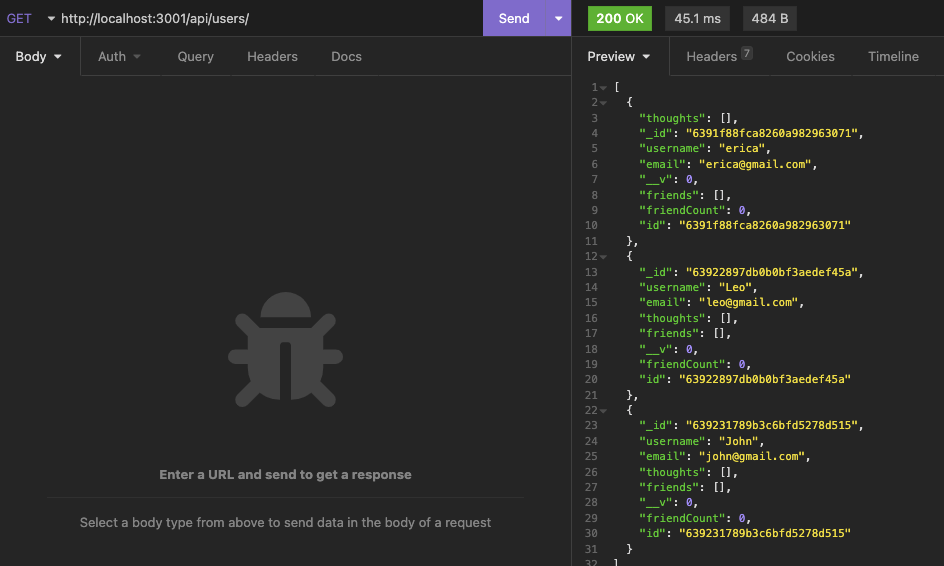 GET http://localhost:3001/api/users/ Send 200 OK 45.1 ms 484 B
Body Auth Query Headers Docs Preview Headers 7 Cookies Timeline
1 [
2 {
3 "thoughts": [],
4 "_id": "6391f88fca8260a982963071",
5 "username": "erica",
6 "email": "erica@gmail.com",
7 "__v": 0,
8 "friends": [],
9 "friendCount": 0,
10 "id": "6391f88fca8260a982963071"
11 },
12 {
13 "_id": "63922897db0b0bf3aedef45a",
14 "username": "Leo",
15 "email": "leo@gmail.com",
16 "thoughts": [],
17 "friends": [],
18 "__v": 0,
19 "friendCount": 0,
20 "id": "63922897db0b0bf3aedef45a"
21 },
22 {
23 "_id": "639231789b3c6bfd5278d515",
24 "username": "John",
25 "email": "john@gmail.com",
26 "thoughts": [],
27 "friends": [],
28 "__v": 0,
29 "friendCount": 0,
30 "id": "639231789b3c6bfd5278d515"
31 }
32 ]
Enter a URL and send to get a response
Select a body type from above to send data in the body of a request